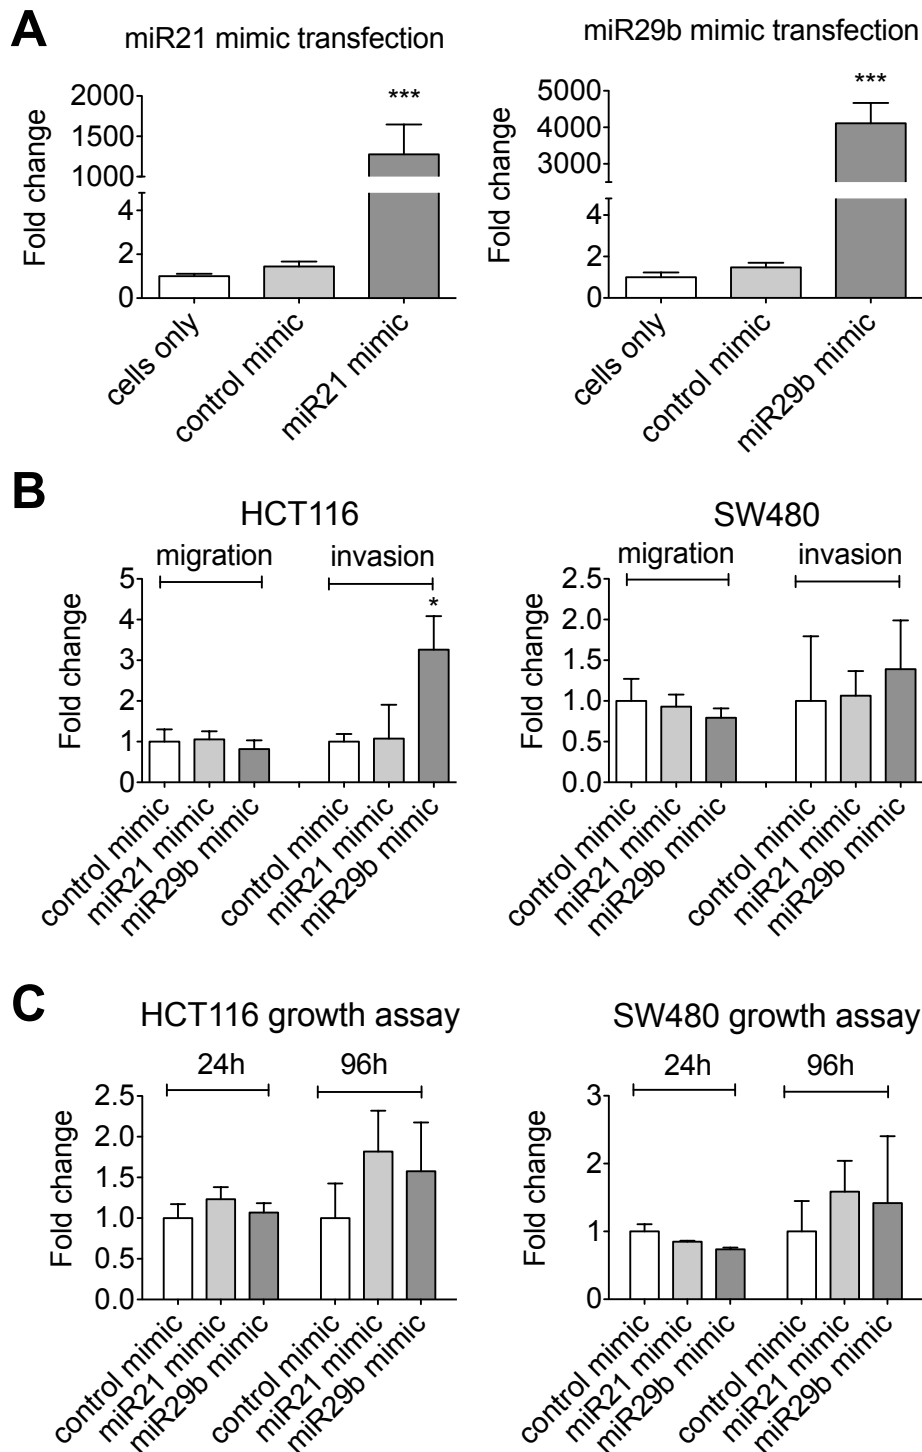 A
miR21 mimic transfection
miR29b mimic transfection
Fold change
2000
1500
1000
4
2
0
***
cells only
control mimic
miR21 mimic
Fold change
5000
4000
3000
4
2
0
***
cells only
control mimic
miR29b mimic
B
HCT116
migration
invasion
Fold change
5
4
3
2
1
0
*
control mimic
miR21 mimic
miR29b mimic
control mimic
miR21 mimic
miR29b mimic
SW480
migration
invasion
Fold change
2.5
2.0
1.5
1.0
0.5
0.0
control mimic
miR21 mimic
miR29b mimic
control mimic
miR21 mimic
miR29b mimic
C
HCT116 growth assay
24h
96h
Fold change
2.5
2.0
1.5
1.0
0.5
0.0
control mimic
miR21 mimic
miR29b mimic
control mimic
miR21 mimic
miR29b mimic
SW480 growth assay
24h
96h
Fold change
3
2
1
0
control mimic
miR21 mimic
miR29b mimic
control mimic
miR21 mimic
miR29b mimic